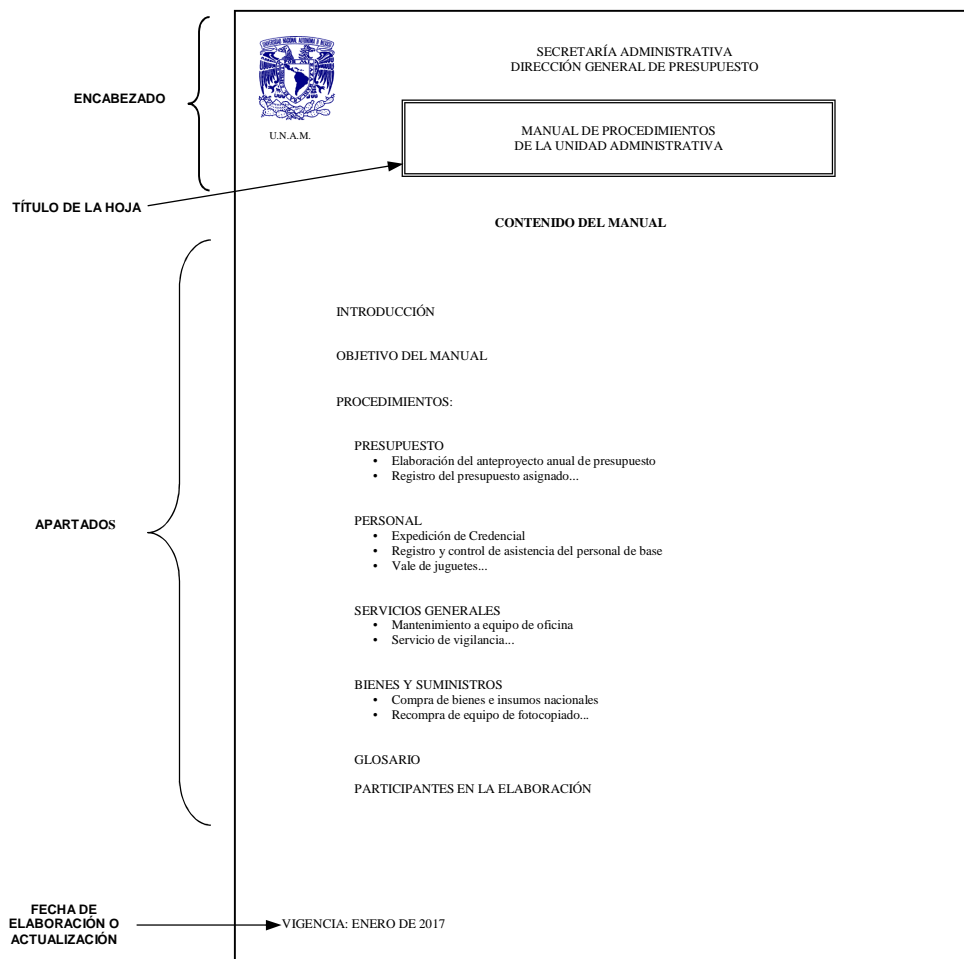 SECRETARÍA ADMINISTRATIVA
DIRECCIÓN GENERAL DE PRESUPUESTO
ENCABEZADO
U.N.A.M.
MANUAL DE PROCEDIMIENTOS
DE LA UNIDAD ADMINISTRATIVA
TÍTULO DE LA HOJA
CONTENIDO DEL MANUAL
INTRODUCCIÓN
OBJETIVO DEL MANUAL
PROCEDIMIENTOS:
PRESUPUESTO
• Elaboración del anteproyecto anual de presupuesto
• Registro del presupuesto asignado...
APARTADOS
PERSONAL
• Expedición de Credencial
• Registro y control de asistencia del personal de base
• Vale de juguetes...
SERVICIOS GENERALES
• Mantenimiento a equipo de oficina
• Servicio de vigilancia...
BIENES Y SUMINISTROS
• Compra de bienes e insumos nacionales
• Recompra de equipo de fotocopiado...
GLOSARIO
PARTICIPANTES EN LA ELABORACIÓN
FECHA DE
ELABORACIÓN O
ACTUALIZACIÓN
VIGENCIA: ENERO DE 2017